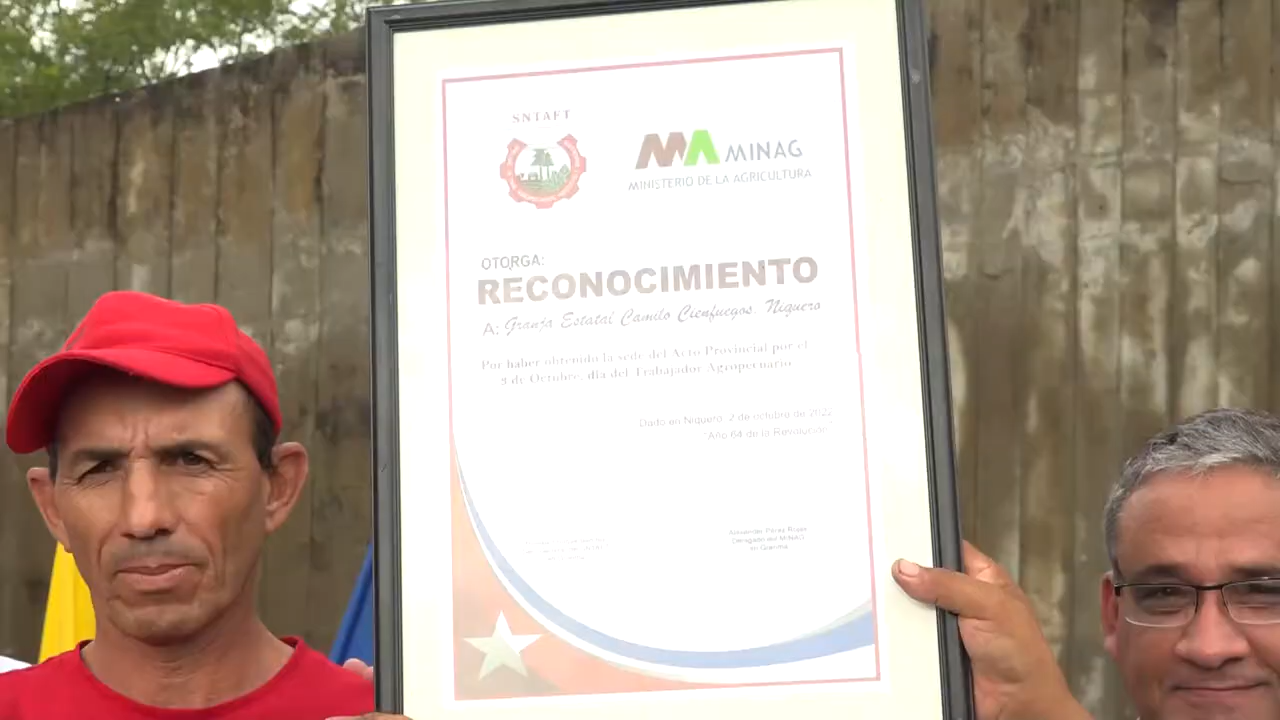 SNTAFT
MINAG
MINISTERIO DE LA AGRICULTURA
OTORGA:
RECONOCIMIENTO
A: Granja Estatal Camilo Cienfuegos. Niquero
Por haber obtenido la sede del Acto Provincial por el
3 de Octubre, día del Trabajador Agropecuario.
Dado en Niquero, 2 de octubre de 2022
"Año 64 de la Revolución"
Alexander Pérez
Delegado del MINAG
en Granma